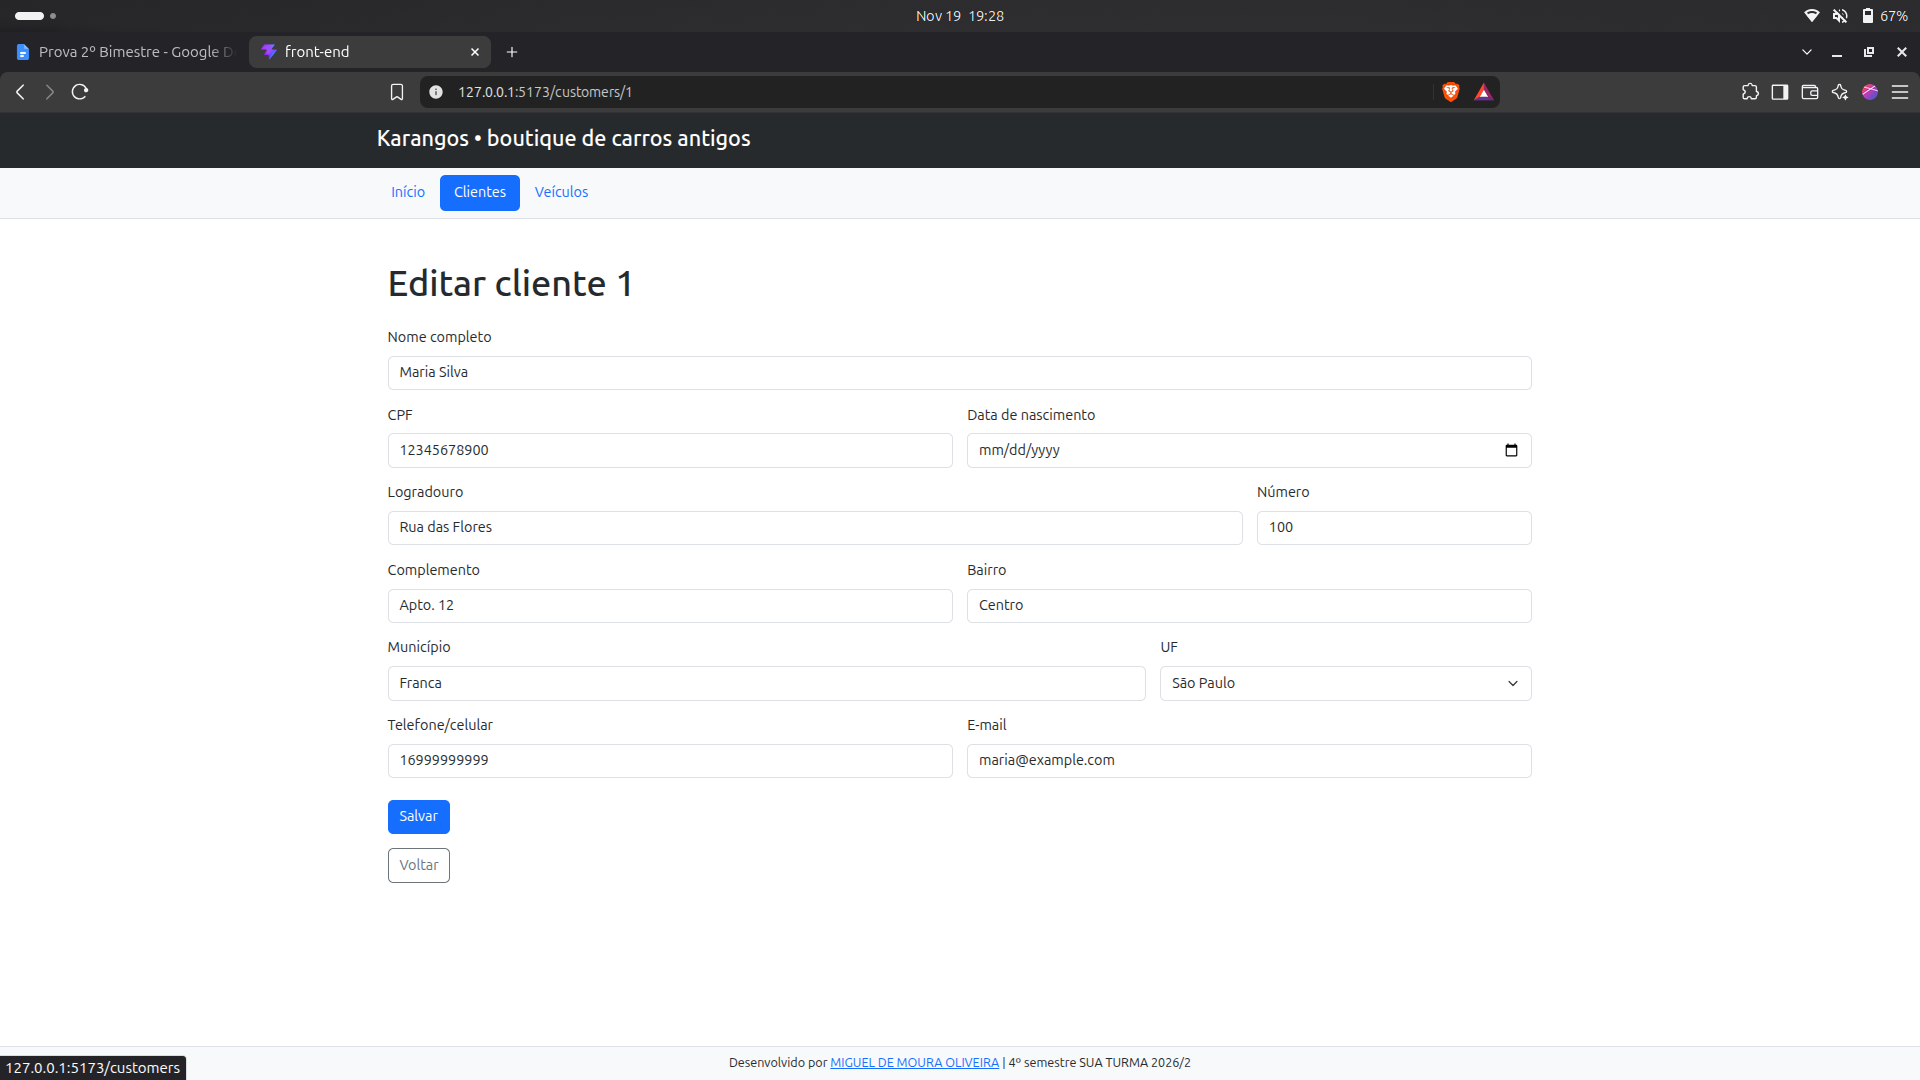 Nov 19 19:28
67%
Prova 2º Bimestre - Google D
front-end
127.0.0.1:5173/customers/1
Karangos • boutique de carros antigos
Início Clientes Veículos
Editar cliente 1
Nome completo
Maria Silva
CPF Data de nascimento
12345678900 mm/dd/yyyy
Logradouro Número
Rua das Flores 100
Complemento Bairro
Apto. 12 Centro
Município UF
Franca São Paulo
Telefone/celular E-mail
16999999999 maria@example.com
Salvar
Voltar
Desenvolvido por MIGUEL DE MOURA OLIVEIRA | 4º semestre SUA TURMA 2026/2
127.0.0.1:5173/customers